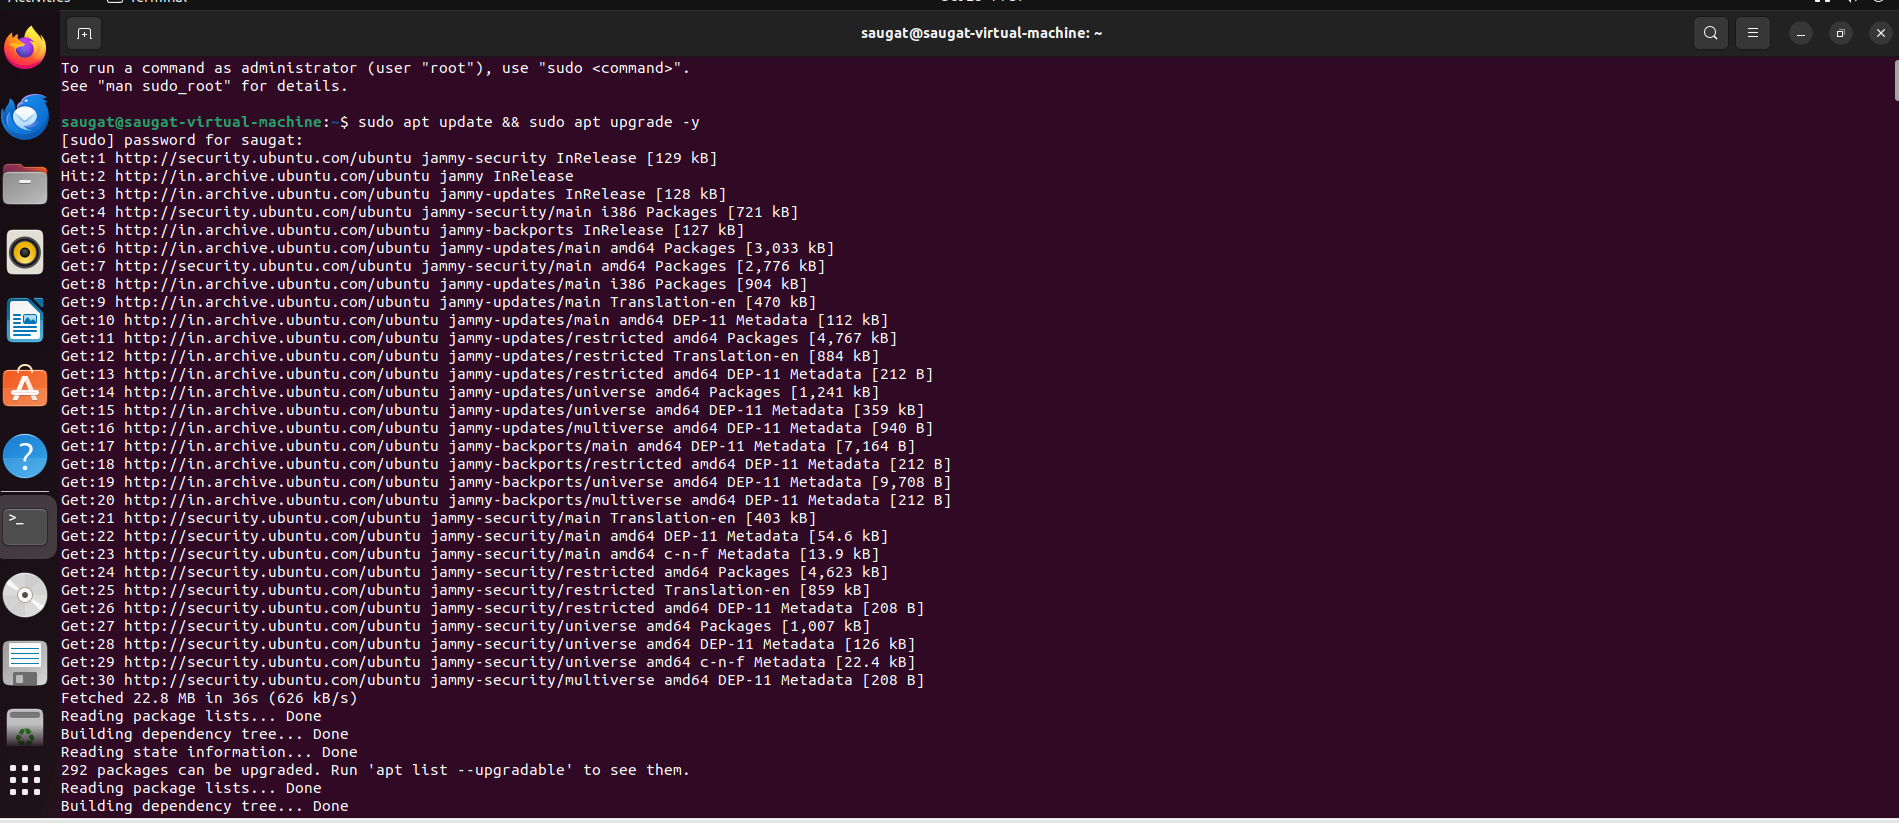 saugat@saugat-virtual-machine: ~
To run a command as administrator (user "root"), use "sudo <command>".
See "man sudo_root" for details.
saugat@saugat-virtual-machine:~$ sudo apt update && sudo apt upgrade -y
[sudo] password for saugat:
Get:1 http://security.ubuntu.com/ubuntu jammy-security InRelease [129 kB]
Hit:2 http://in.archive.ubuntu.com/ubuntu jammy InRelease
Get:3 http://in.archive.ubuntu.com/ubuntu jammy-updates InRelease [128 kB]
Get:4 http://security.ubuntu.com/ubuntu jammy-security/main i386 Packages [721 kB]
Get:5 http://in.archive.ubuntu.com/ubuntu jammy-backports InRelease [127 kB]
Get:6 http://in.archive.ubuntu.com/ubuntu jammy-updates/main amd64 Packages [3,033 kB]
Get:7 http://security.ubuntu.com/ubuntu jammy-security/main amd64 Packages [2,776 kB]
Get:8 http://in.archive.ubuntu.com/ubuntu jammy-updates/main i386 Packages [904 kB]
Get:9 http://in.archive.ubuntu.com/ubuntu jammy-updates/main Translation-en [470 kB]
Get:10 http://in.archive.ubuntu.com/ubuntu jammy-updates/main amd64 DEP-11 Metadata [112 kB]
Get:11 http://in.archive.ubuntu.com/ubuntu jammy-updates/restricted amd64 Packages [4,767 kB]
Get:12 http://in.archive.ubuntu.com/ubuntu jammy-updates/restricted Translation-en [884 kB]
Get:13 http://in.archive.ubuntu.com/ubuntu jammy-updates/restricted amd64 DEP-11 Metadata [212 B]
Get:14 http://in.archive.ubuntu.com/ubuntu jammy-updates/universe amd64 Packages [1,241 kB]
Get:15 http://in.archive.ubuntu.com/ubuntu jammy-updates/universe amd64 DEP-11 Metadata [359 kB]
Get:16 http://in.archive.ubuntu.com/ubuntu jammy-updates/multiverse amd64 DEP-11 Metadata [940 B]
Get:17 http://in.archive.ubuntu.com/ubuntu jammy-backports/main amd64 DEP-11 Metadata [7,164 B]
Get:18 http://in.archive.ubuntu.com/ubuntu jammy-backports/restricted amd64 DEP-11 Metadata [212 B]
Get:19 http://in.archive.ubuntu.com/ubuntu jammy-backports/universe amd64 DEP-11 Metadata [9,708 B]
Get:20 http://in.archive.ubuntu.com/ubuntu jammy-backports/multiverse amd64 DEP-11 Metadata [212 B]
Get:21 http://security.ubuntu.com/ubuntu jammy-security/main Translation-en [403 kB]
Get:22 http://security.ubuntu.com/ubuntu jammy-security/main amd64 DEP-11 Metadata [54.6 kB]
Get:23 http://security.ubuntu.com/ubuntu jammy-security/main amd64 c-n-f Metadata [13.9 kB]
Get:24 http://security.ubuntu.com/ubuntu jammy-security/restricted amd64 Packages [4,623 kB]
Get:25 http://security.ubuntu.com/ubuntu jammy-security/restricted Translation-en [859 kB]
Get:26 http://security.ubuntu.com/ubuntu jammy-security/restricted amd64 DEP-11 Metadata [208 B]
Get:27 http://security.ubuntu.com/ubuntu jammy-security/universe amd64 Packages [1,007 kB]
Get:28 http://security.ubuntu.com/ubuntu jammy-security/universe amd64 DEP-11 Metadata [126 kB]
Get:29 http://security.ubuntu.com/ubuntu jammy-security/universe amd64 c-n-f Metadata [22.4 kB]
Get:30 http://security.ubuntu.com/ubuntu jammy-security/multiverse amd64 DEP-11 Metadata [208 B]
Fetched 22.8 MB in 36s (626 kB/s)
Reading package lists... Done
Building dependency tree... Done
Reading state information... Done
292 packages can be upgraded. Run 'apt list --upgradable' to see them.
Reading package lists... Done
Building dependency tree... Done